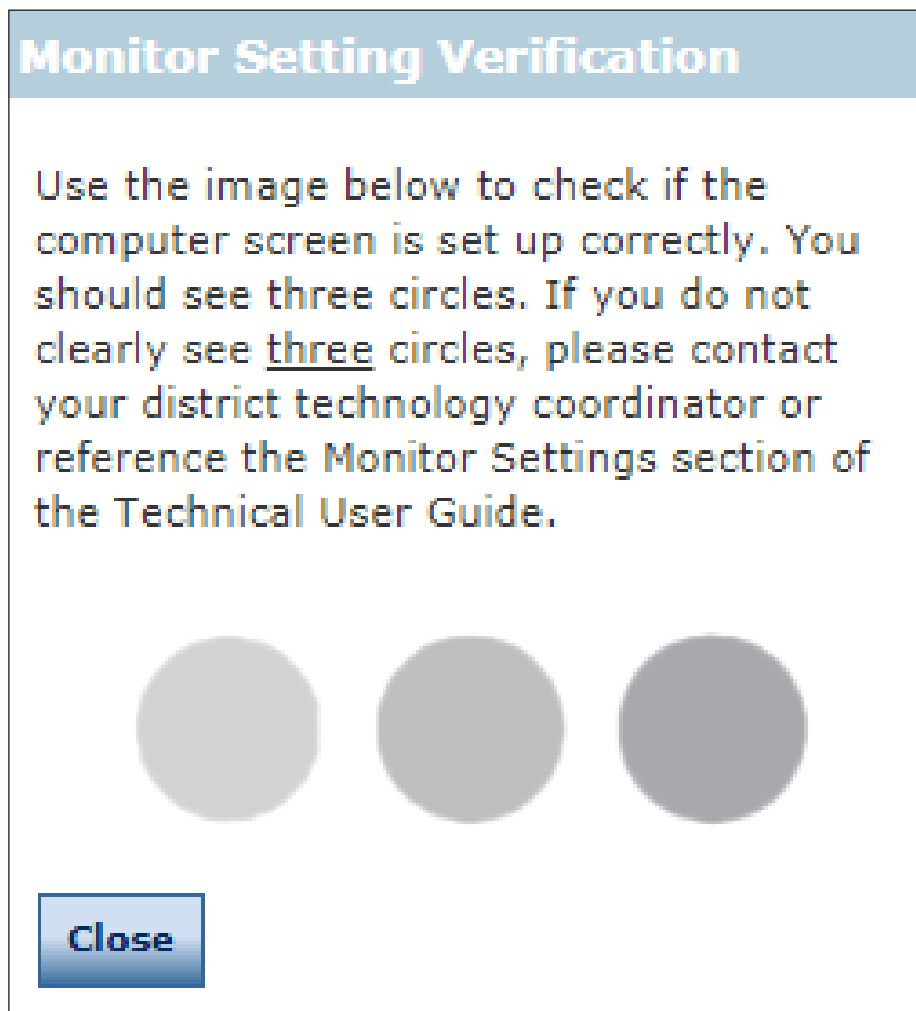 Monitor Setting Verification
Use the image below to check if the
computer screen is set up correctly. You
should see three circles. If you do not
clearly see three circles, please contact
your district technology coordinator or
reference the Monitor Settings section of
the Technical User Guide.
Close